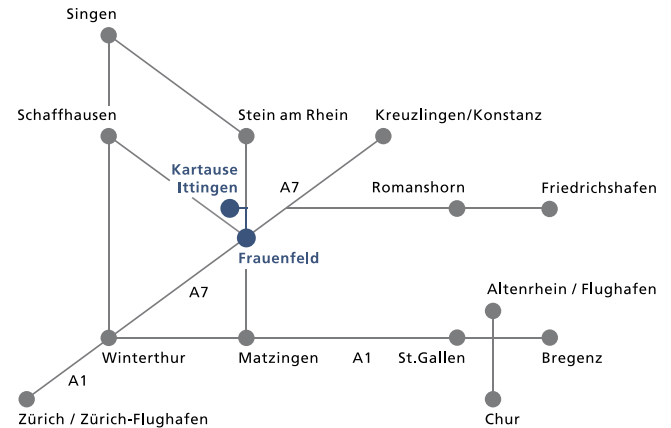 Singen
Schaffhausen
Stein am Rhein
Kreuzlingen/Konstanz
Kartause
Ittingen
A7
Romanshorn
Friedrichshafen
Frauenfeld
A7
Altenrhein / Flughafen
Winterthur
Matzingen
A1
St.Gallen
Bregenz
A1
Zürich / Zürich-Flughafen
Chur